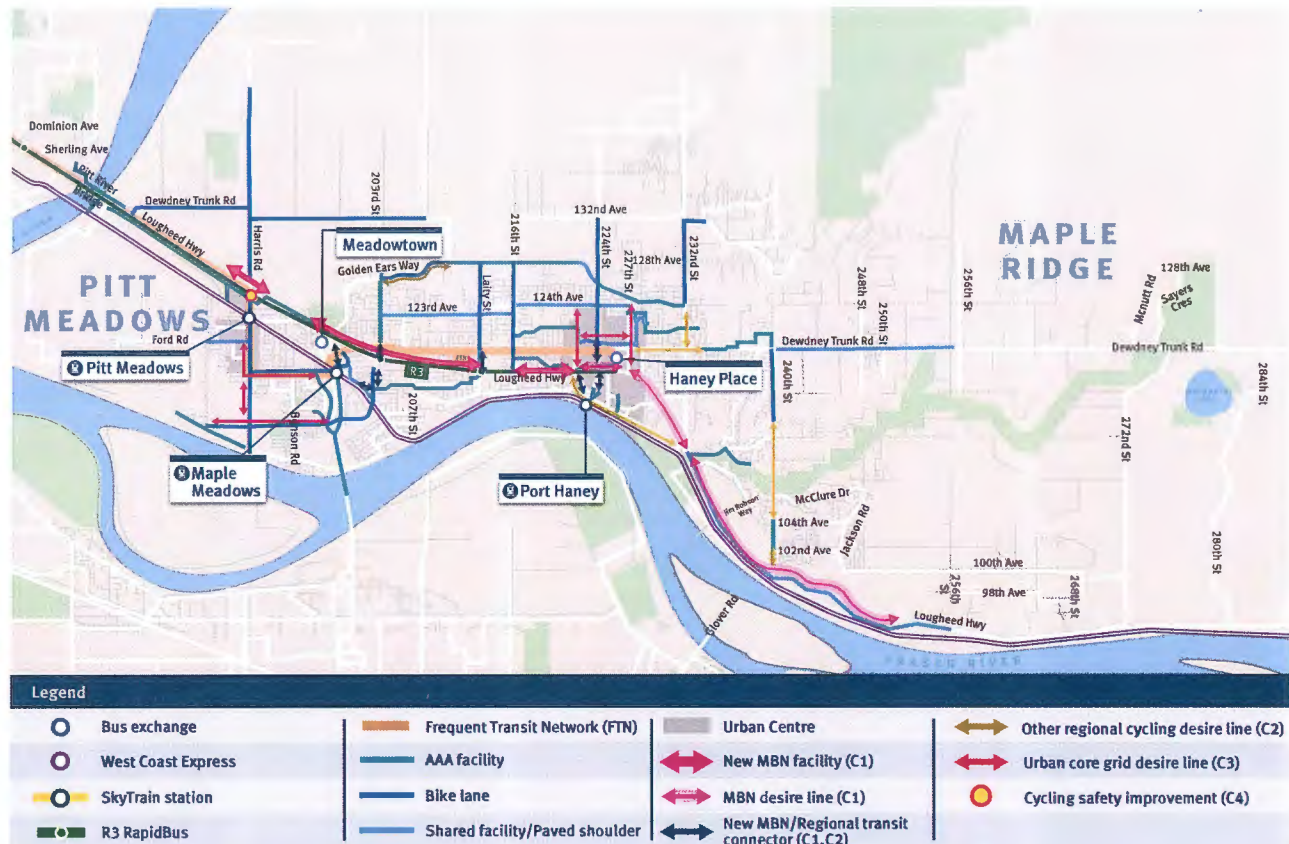 Dominion Ave
Sherling Ave
Pitt River
Bridge
Lougheed Hwy
Dewdney Trunk Rd
Harris Rd
203rd St
Meadowtown
Golden Ears Way
Laity St
216th St
132nd Ave
224th St
227th St
128th Ave
232nd St
MAPLE
RIDGE
248th St
250th St
256th St
Mcnutt Rd
128th Ave
Sayers
Cres
PITT
MEADOWS
123rd Ave
124th Ave
Ford Rd
FTN
Dewdney Trunk Rd
Dewdney Trunk Rd
Pitt Meadows
R3
Lougheed Hwy
Haney Place
240th St
284th St
207th St
Bonson Rd
272nd St
Maple
Meadows
Port Haney
McClure Dr
Jim Robson
Way
104th Ave
102nd Ave
Jackson Rd
280th St
100th Ave
256th
St
98th Ave
268th St
Glover Rd
Lougheed Hwy
FRASER RIVER
Legend
Bus exchange
West Coast Express
SkyTrain station
R3 RapidBus
Frequent Transit Network (FTN)
AAA facility
Bike lane
Shared facility/Paved shoulder
Urban Centre
New MBN facility (C1)
MBN desire line (C1)
New MBN/Regional transit
connector (C1,C2)
Other regional cycling desire line (C2)
Urban core grid desire line (C3)
Cycling safety improvement (C4)